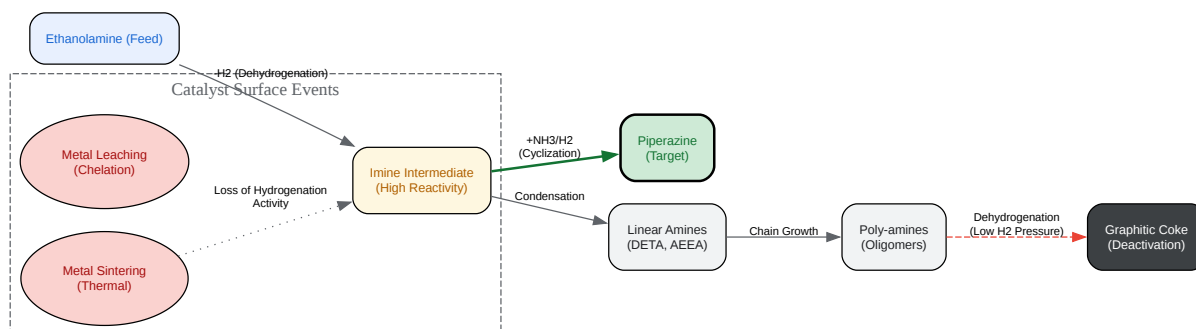 Ethanolamine (Feed)
-H2 (Dehydrogenation)
Catalyst Surface Events
Metal Leaching
(Chelation)
Imine Intermediate
(High Reactivity)
+NH3/H2
(Cyclization)
Piperazine
(Target)
Loss of Hydrogenation
Activity
Condensation
Metal Sintering
(Thermal)
Linear Amines
(DETA, AEEA)
Chain Growth
Poly-amines
(Oligomers)
Dehydrogenation
(Low H2 Pressure)
Graphitic Coke
(Deactivation)